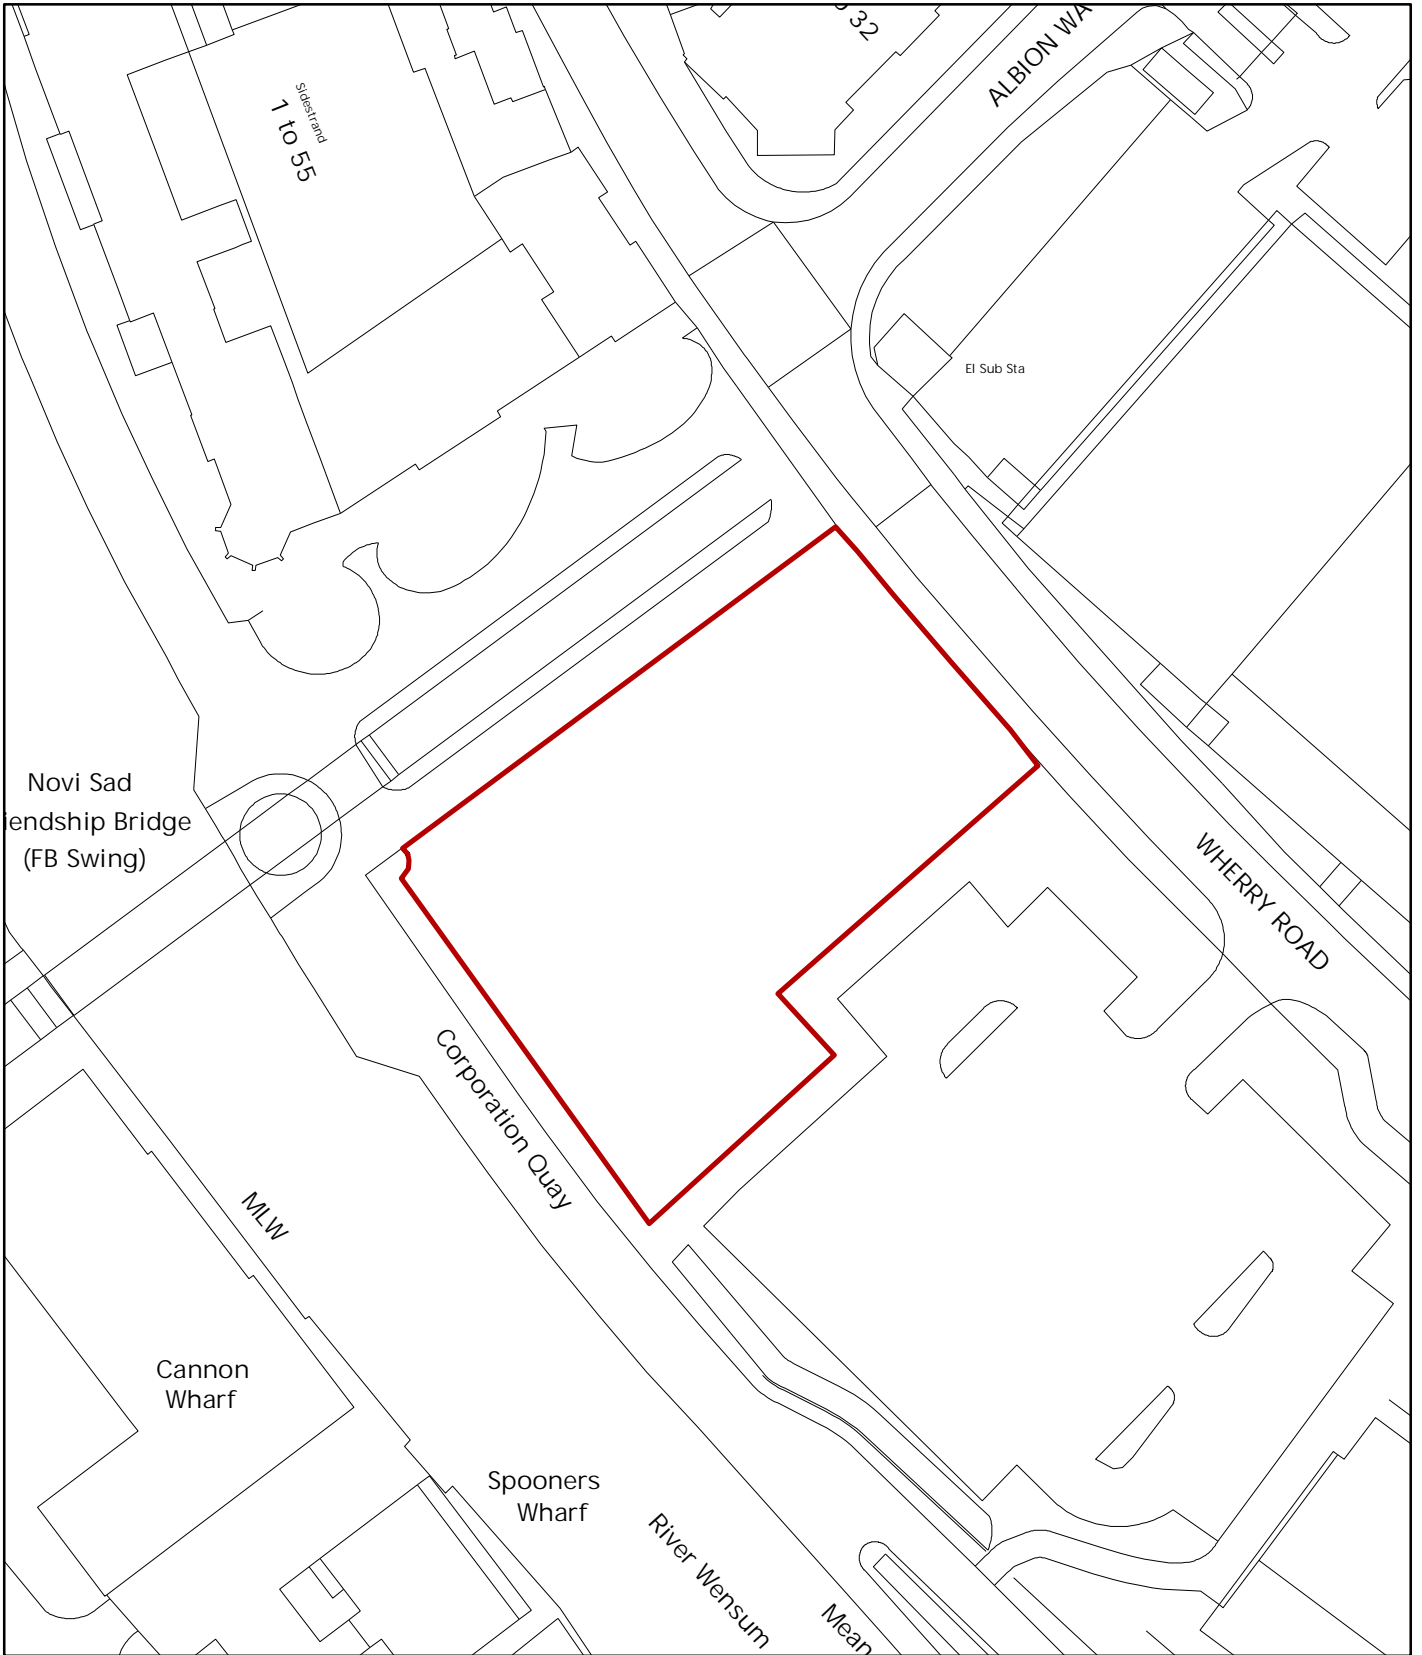 32
ALBION WA
Sidestrand
1 to 55
El Sub Sta
Novi Sad
iendship Bridge
(FB Swing)
WHERRY ROAD
Corporation Quay
MLW
Cannon
Wharf
Spooners
Wharf
River Wensum
Mean